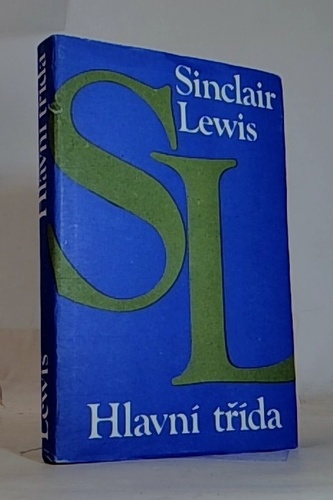 Sinclair
Lewis
SL
Hlavní třída
Lewis
Hlavní třída